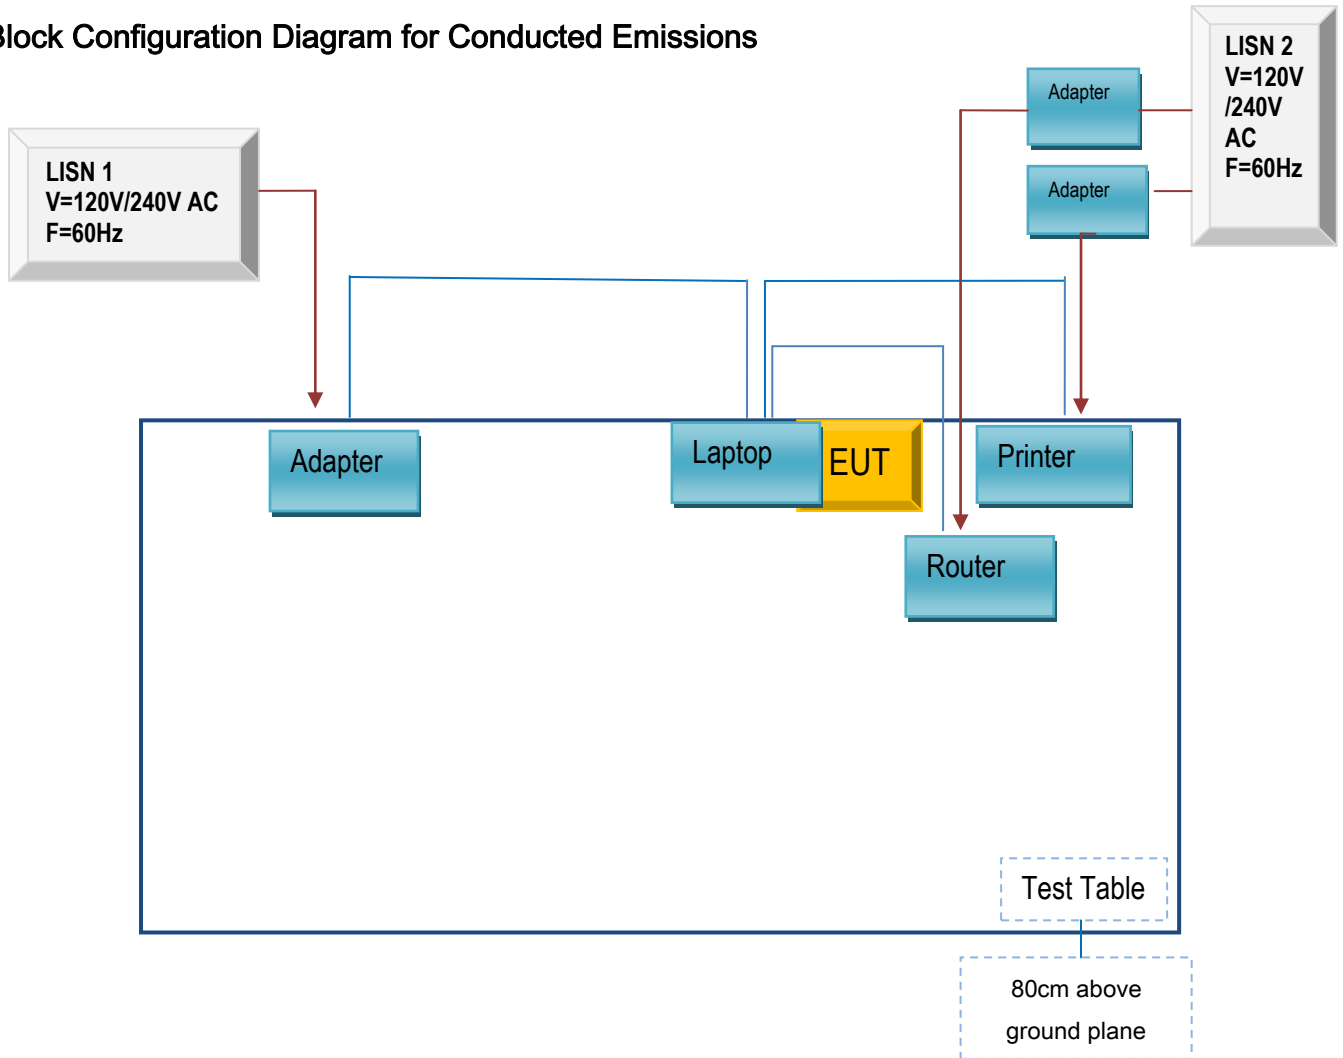 Block Configuration Diagram for Conducted Emissions
LISN 2
V=120V
/240V
AC
F=60Hz
Adapter
Adapter
LISN 1
V=120V/240V AC
F=60Hz
Adapter
Laptop
EUT
Printer
Router
Test Table
80cm above
ground plane